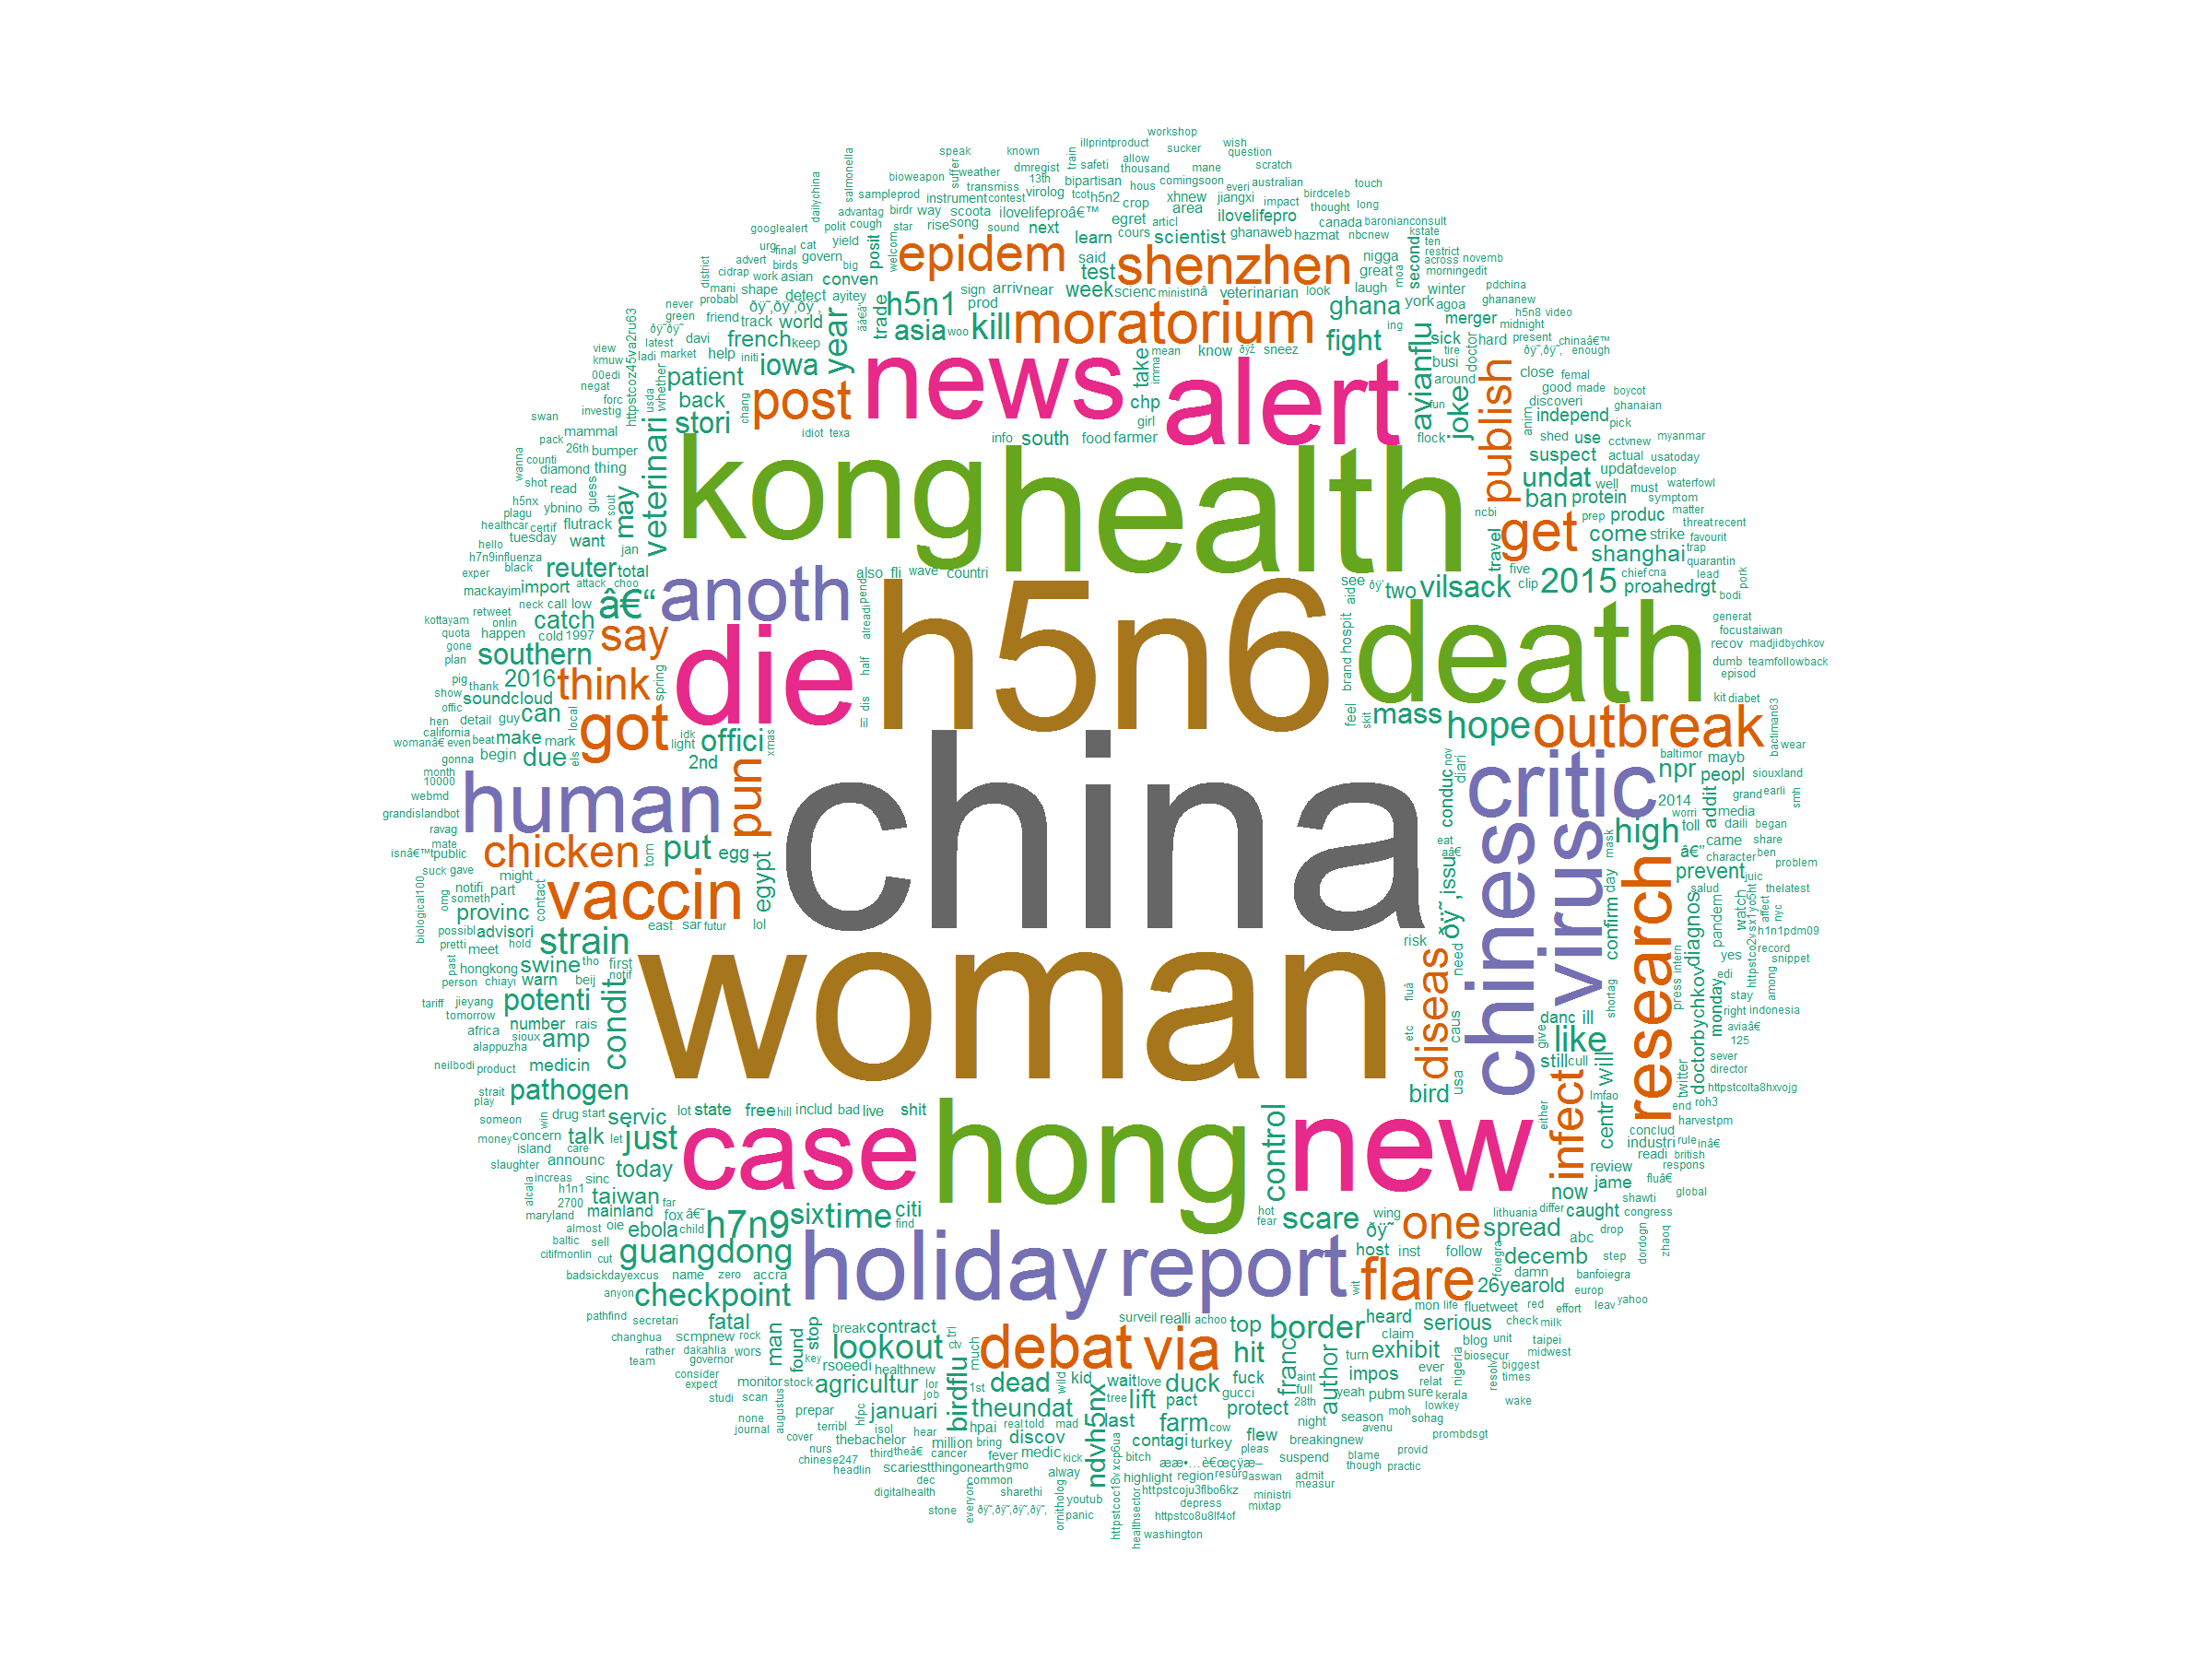 workshop
illprintproduct sucker wish
speak known allow question
bioweapon weather dmregist train safeti thousand mane scratch
salmonella suffer 13th bipartisan hous comingsoon everi australian touch
sampleprod transmiss virolog tcot h5n2 crop xhnew jiangxi impact birdceleb
dailychina instrument contest thought long
advantag birdr way scoota ilovelifeproâ€™ egret area ilovelifepro canada baronianconsult
googlealert polit cough star rise song sound next articl cours ghanaweb hazmat nbcnew kstate
urg final cat yield posit welcom learn scientist ten
cidrap advert govern epidem said shenzhen nigga second restrict across novemb
district birds work asian big test great moa morningedit
mani shape detect conven ayitey sign arriv near week scienc minist inâ veterinarian look laugh york winter pdchina
never probabl ðÿ˜‚ðÿ˜‚ðÿ˜‚ h5n1 prod ghana agoa ghananew
green friend track world trade asia woo kill moratorium fight ing merger h5n8 video
ðÿ˜ðÿ˜ davi french keep year ââ€â“ midnight
view latest ladi market help initi mean know ðÿž sneez avianflu sick hard present chinaâ€™
kmuw httpstcoz45va2ru63 iowa news take imma alert tire busi doctor ðÿ˜‚ðÿ˜‚ enough
00edi usda whether patient post chp around publish close femal
negat forc back chang girl fun joke good made boycot
investig stori idiot texa info south food farmer flock discoveri ghanaian
swan mammal veterinari kong health anim independ pick
pack 26th bumper may undat shed use cctvnew myanmar
wanna counti diamond thing suspect actual usatoday
shot read guess sout updat develop
h5nx ybnino ban protein well must waterfowl
plagu ncbi prep produc symptom matter
healthcar certif flutrack get come strike threat recent
tuesday want travel favourit
hello jan shanghai trap
h7n9influenza reuter total anoth also fli wave countri see ðÿ’ five quarantin
exper black import attack choo aid two vilsack clip 2015 chief cna lead pork
mackayim â€“ pend proahedrgt bodi
retweet neck call low catch alreadi h5n6 hospit death generat
kottayam onlin say focustaiwan
quota happen cold 1997 die half brand recov madjidbychkov
gone southern dumb teamfollowback
plan think episod
pig thank 2016 spring dis feel mass hope outbreak kit diabet
show soundcloud got lil skit
offic can local offici
hen detail guy idk xmas bactiman63
california make mark light wear
womanâ€ even beat due els 2nd nov diari critic npr baltimor mayb
begin pun china conduc peopl siouxland
gonna human 2014 addit grand earli
month worri media smh
10000 high toll daili began
webmd came share
grandislandbot mask character ben
ravag chicken tom put egg eat issu chines virus â€” problem
mate egypt aâ€ prevent
isnâ€™t public research salud juic
suck gave might vaccin ðÿ˜‚ day thelatest
biological100 omg notifi part confirm diagnos pandem watch httpstco2vsx1yo5ht affect nyc
someth contact east sar futur lol h1n1pdm09
provinc risk
possibl advisori strain woman need yes record
pretti meet hold tho first diseas intern snippet
past hongkong swine notif fluâ edi among
person chiayi warn beij press stay
tariff jieyang potenti condit shortag doctorbychkov monday right indonesia
tomorrow number rais etc caus danc ill aviaâ€
africa sioux amp give like 125
alappuzha still cull will sever
neilbodi product medicin usa director
strait pathogen bird infect lmfao twitter httpstcolta8hxvojg
play centr roh3
someon win drug start servic lot state free hill includ bad live shit either end harvestpm
money concern talk let just case hong control new conclud
island care industri rule inâ€
slaughter announc today readi british
increas sinc review respons
alcala h1n1 taiwan jame fluâ€
2700 mainland far now shawti global
maryland fox â€˜ h7n9 six time citi hot scare wing one lithuania differ caught congress
almost oie ebola child find fear ðÿ˜ spread drop
baltic sell guangdong holiday report host inst follow abc dordogn zhaoq
citifmonlin cut flare foiegra decemb step
badsickdayexcus name zero accra wit 26yearold damn banfoiegra
anyon checkpoint europ yahoo
pathfind secretari fatal surveil realli achoo mon life fluetweet red effort leav
changhua scmpnew rock man stop break contract tri debat via top border heard serious check milk
rather dakahlia found lookout ctv claim blog unit taipei
team governor wors key much hit franc turn exhibit biosecur midwest
consider rsoeedi healthnew author ever nigeria resolv biggest
expect monitor stock agricultur birdflu lor dead wild kid wait love duck fuck aint impos relat times
studi scan job 1st tree gucci full yeah pubm sure kerala
augustus prepar hfpc januari theundat ndvh5nx lift pact protect 28th moh lowkey wake
none terribl isol hpai real told mad last farm cow night season sohag
journal cover hear discov contagi flew avenu
thebachelor million bring turkey pleas breakingnew prombdsgt
nurs third theâ€ cancer fever medic kick bitch blame provid
chinese247 scariestthingonearth gmo alway ææ•…è€œçÿæ– suspend though practic
headlin dec common highlight region resurg aswan admit
digitalhealth everyon sharethi httpstcoc18vxcp6ua httpstcoju3flbo6kz measur
youtub depress ministri
stone ðÿ˜‚ðÿ˜‚ðÿ˜‚ðÿ˜‚ ornitholog panic healthsector httpstco8u8lf4of mixtap
washington